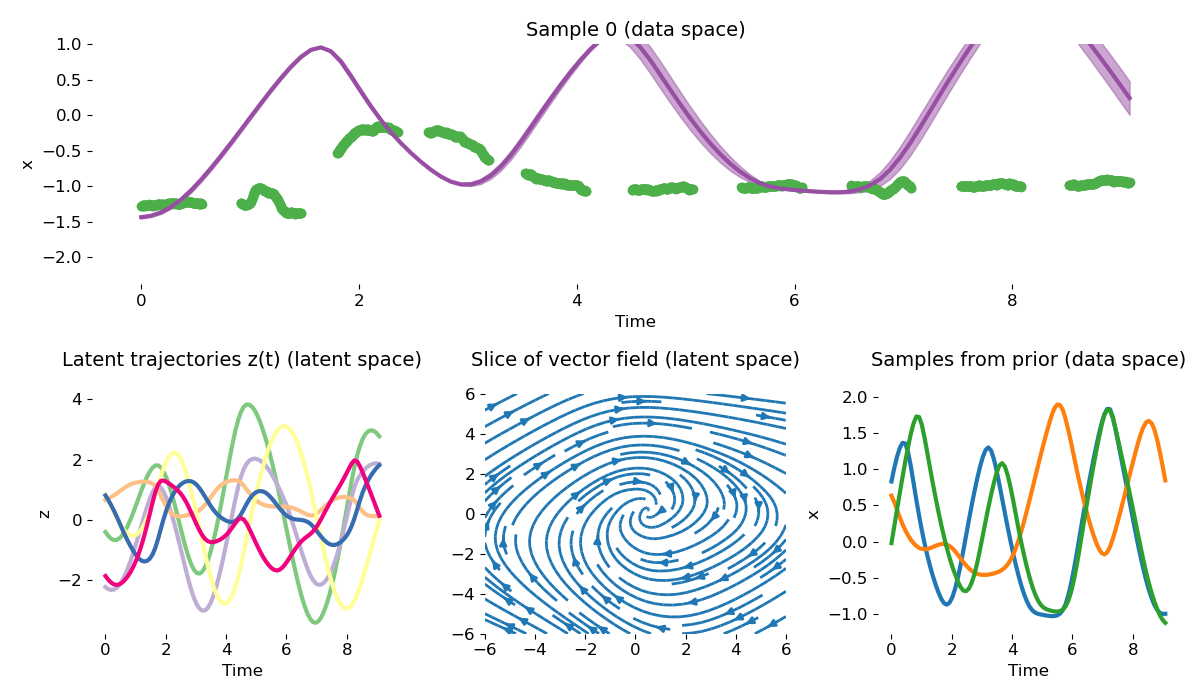 Sample 0 (data space)
1.0
0.5
0.0
−0.5
−1.0
−1.5
−2.0
x
0 2 4 6 8
Time
Latent trajectories z(t) (latent space)
4
2
0
−2
z
0 2 4 6 8
Time
Slice of vector field (latent space)
6
4
2
0
−2
−4
−6
−6 −4 −2 0 2 4 6
Samples from prior (data space)
2.0
1.5
1.0
0.5
0.0
−0.5
−1.0
x
0 2 4 6 8
Time